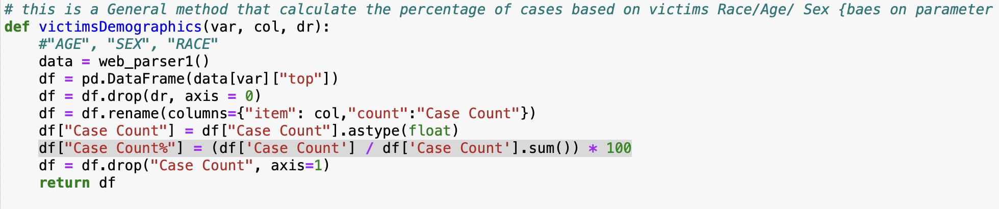 # this is a General method that calculate the percentage of cases based on victims Race/Age/ Sex {baes on parameter
def victimsDemographics(var, col, dr):
    #"AGE", "SEX", "RACE"
    data = web_parser1()
    df = pd.DataFrame(data[var]["top"])
    df = df.drop(dr, axis = 0)
    df = df.rename(columns={"item": col,"count":"Case Count"})
    df["Case Count"] = df["Case Count"].astype(float)
    df["Case Count%"] = (df['Case Count'] / df['Case Count'].sum()) * 100
    df = df.drop("Case Count", axis=1)
    return df